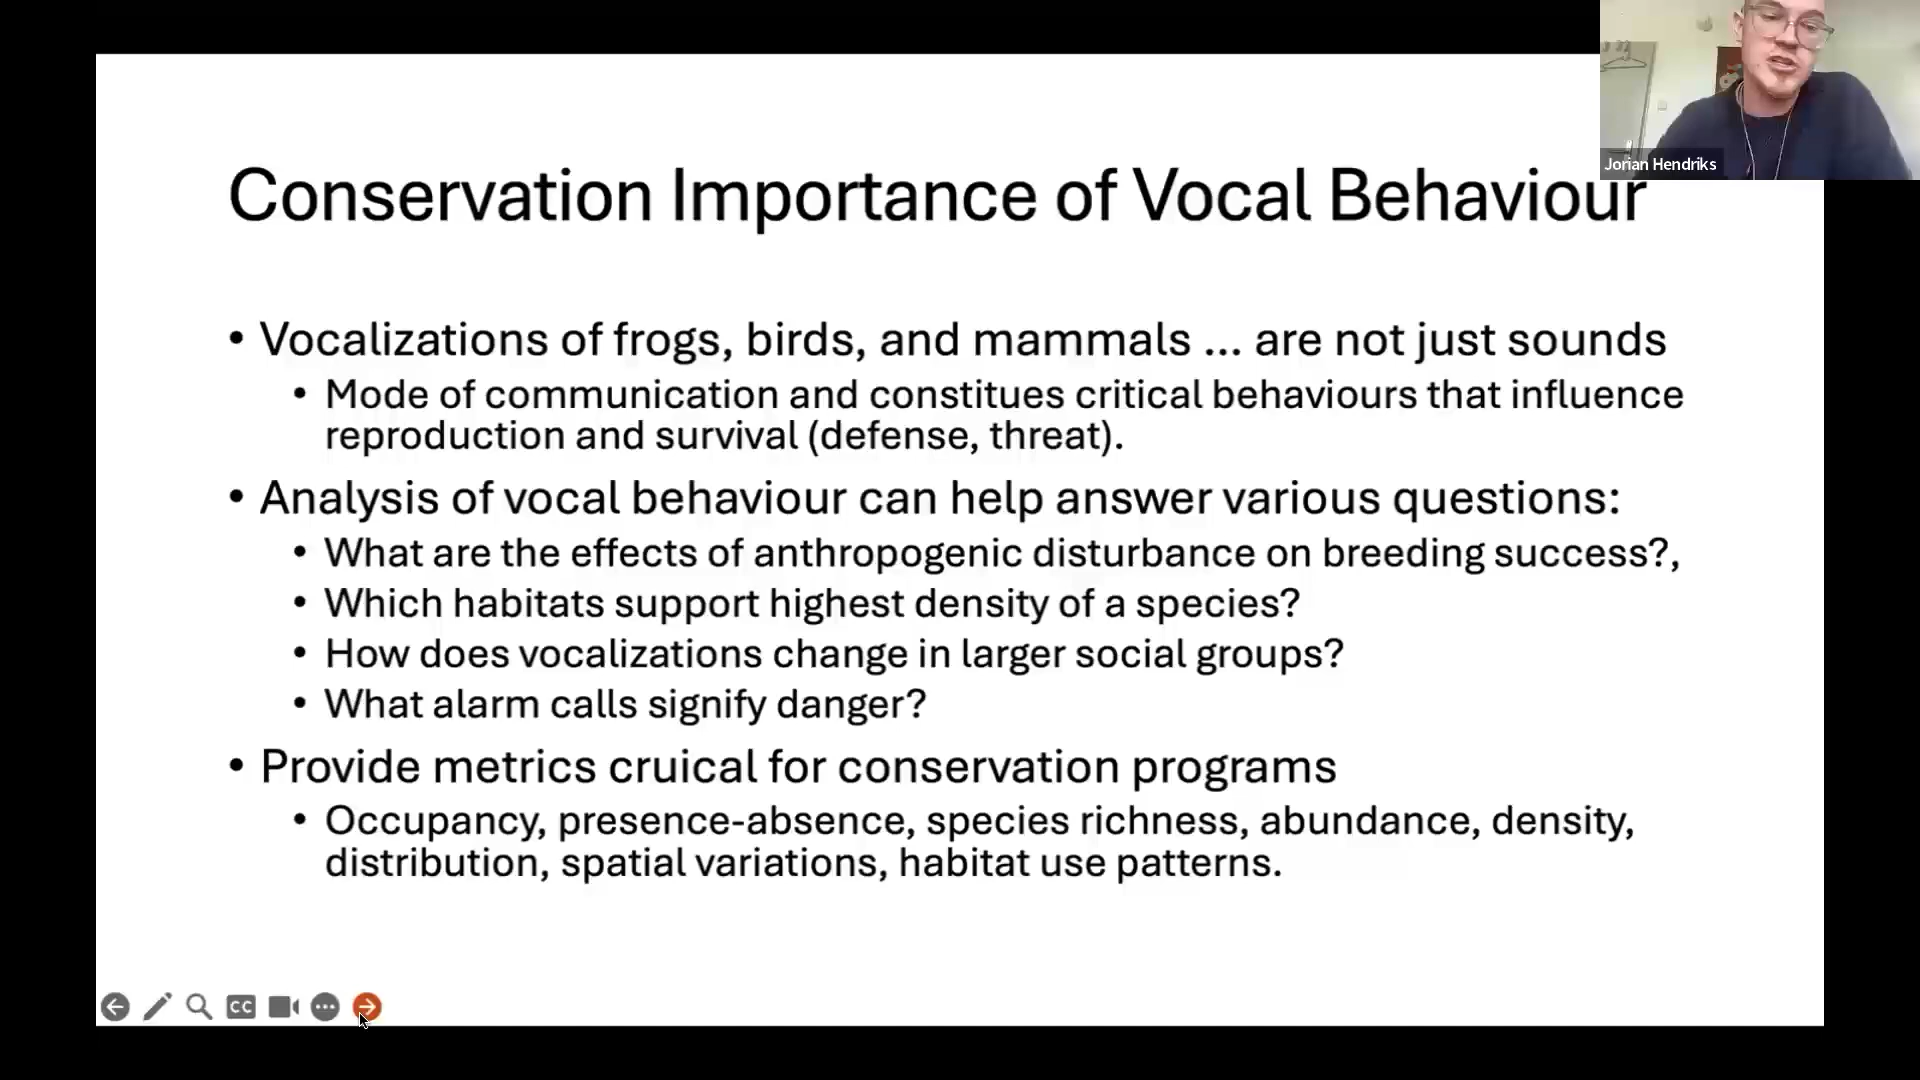 Jorian Hendriks
Conservation Importance of Vocal Behaviour
• Vocalizations of frogs, birds, and mammals ... are not just sounds
• Mode of communication and constitues critical behaviours that influence
reproduction and survival (defense, threat).
• Analysis of vocal behaviour can help answer various questions:
• What are the effects of anthropogenic disturbance on breeding success?,
• Which habitats support highest density of a species?
• How does vocalizations change in larger social groups?
• What alarm calls signify danger?
• Provide metrics cruical for conservation programs
• Occupancy, presence-absence, species richness, abundance, density,
distribution, spatial variations, habitat use patterns.
CC